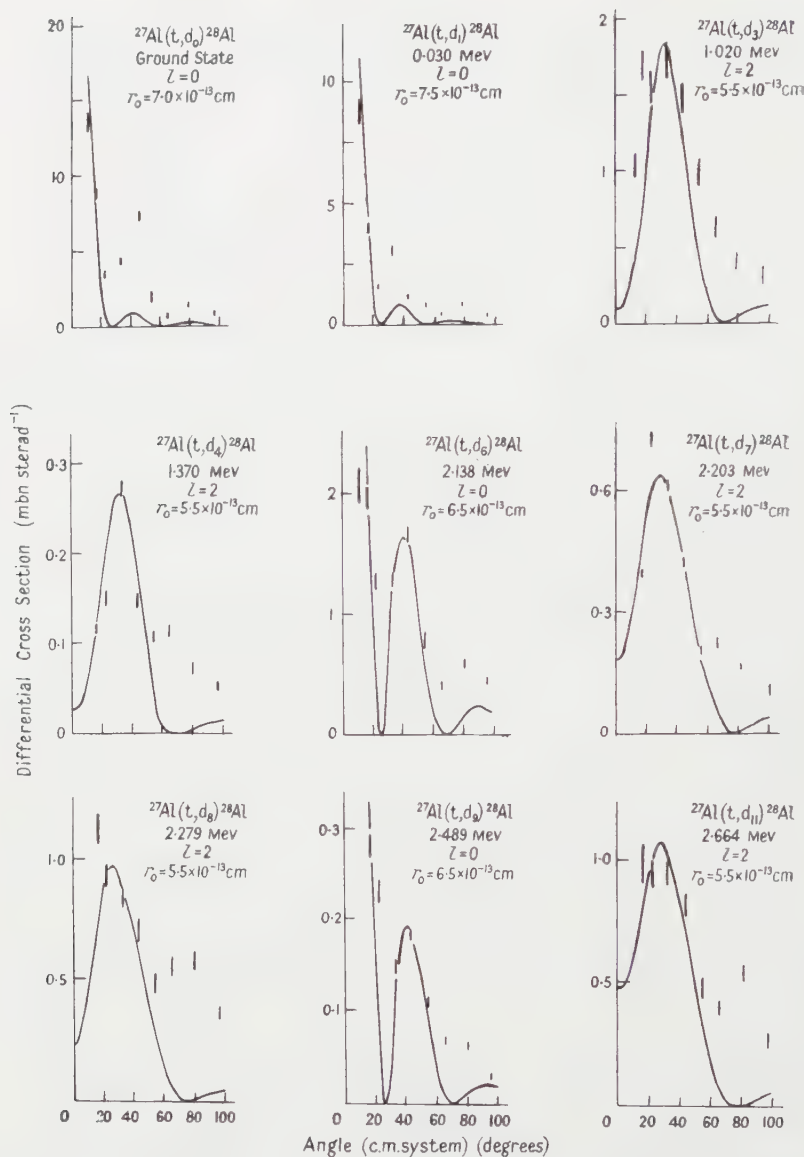 ²⁷Al(t,d₀)²⁸Al
Ground State
l=0
r₀=7·0×10⁻¹³cm
20
10
0
²⁷Al(t,d₁)²⁸Al
0·030 Mev
l=0
r₀=7·5×10⁻¹³cm
10
5
0
²⁷Al(t,d₃)²⁸Al
1·020 Mev
l=2
r₀=5·5×10⁻¹³cm
2
1
0
Differential Cross Section (mbn sterad⁻¹)
²⁷Al(t,d₄)²⁸Al
1·370 Mev
l=2
r₀=5·5×10⁻¹³cm
0·3
0·2
0·1
0
²⁷Al(t,d₆)²⁸Al
2·138 Mev
l=0
r₀=6·5×10⁻¹³cm
2
1
0
²⁷Al(t,d₇)²⁸Al
2·203 Mev
l=2
r₀=5·5×10⁻¹³cm
0·6
0·3
0
²⁷Al(t,d₈)²⁸Al
2·279 Mev
l=2
r₀=5·5×10⁻¹³cm
1·0
0·5
0 20 40 60 80 100
²⁷Al(t,d₉)²⁸Al
2·489 Mev
l=0
r₀=6·5×10⁻¹³cm
0·3
0·2
0·1
0 20 40 60 80 100
²⁷Al(t,d₁₁)²⁸Al
2·664 Mev
l=2
r₀=5·5×10⁻¹³cm
1·0
0·5
0 20 40 60 80 100
Angle (c.m.system) (degrees)